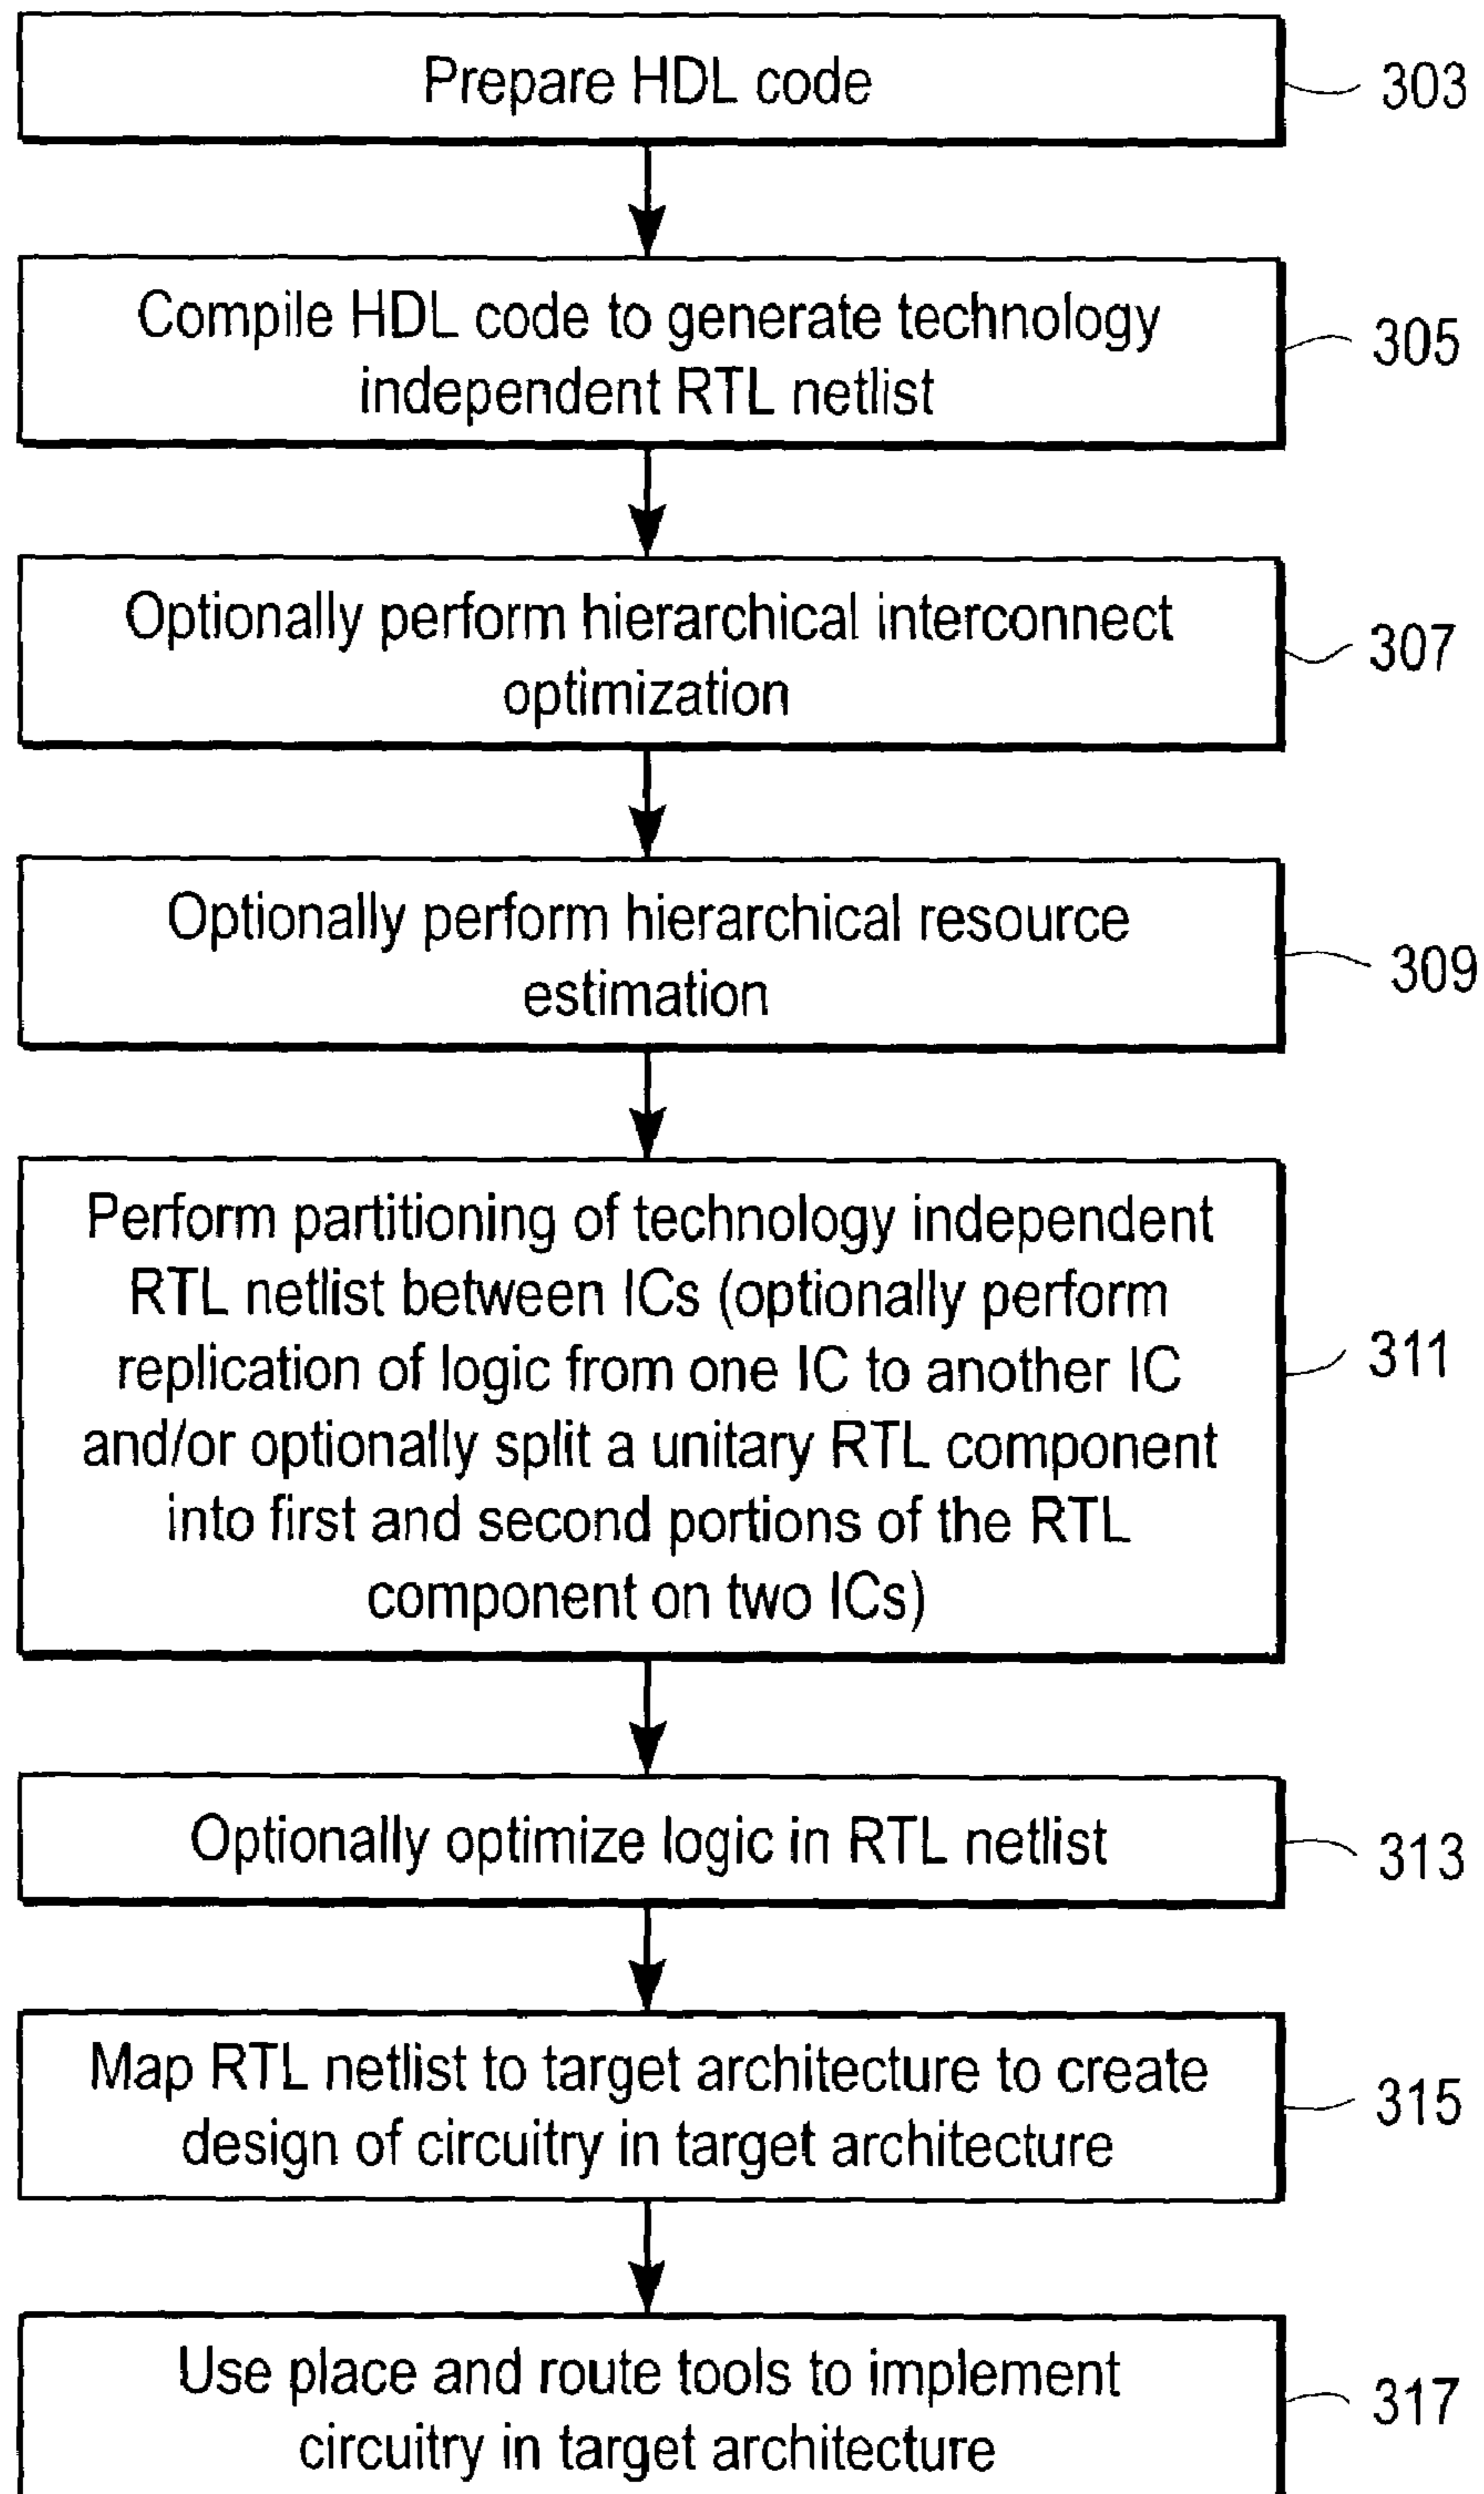 Prepare HDL code
303
Compile HDL code to generate technology
independent RTL netlist
305
Optionally perform hierarchical interconnect
optimization
307
Optionally perform hierarchical resource
estimation
309
Perform partitioning of technology independent
RTL netlist between ICs (optionally perform
replication of logic from one IC to another IC
and/or optionally split a unitary RTL component
into first and second portions of the RTL
component on two ICs)
311
Optionally optimize logic in RTL netlist
313
Map RTL netlist to target architecture to create
design of circuitry in target architecture
315
Use place and route tools to implement
circuitry in target architecture
317